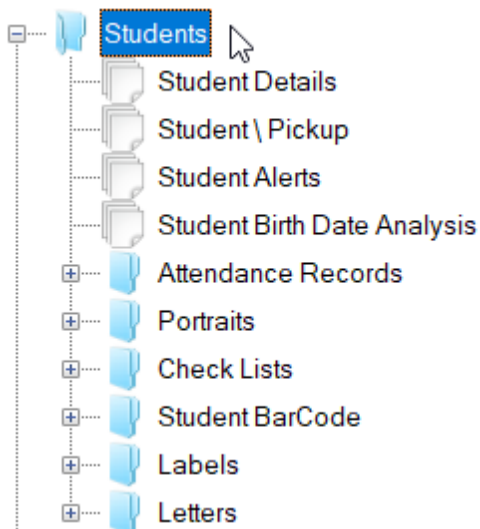 Students
Student Details
Student \ Pickup
Student Alerts
Student Birth Date Analysis
Attendance Records
Portraits
Check Lists
Student BarCode
Labels
Letters